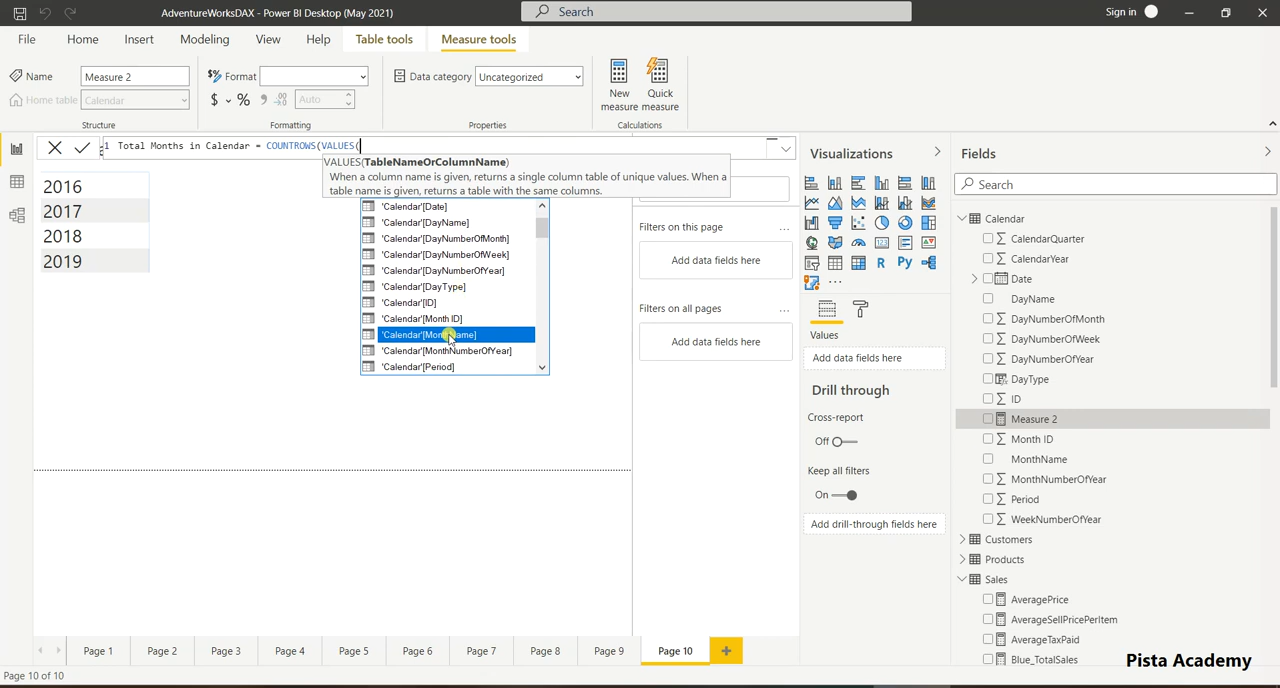 AdventureWorksDAX - Power BI Desktop (May 2021)
Search
Sign in
File
Home
Insert
Modeling
View
Help
Table tools
Measure tools
Name
Measure 2
Home table
Calendar
Structure
Format
$
%
Auto
Formatting
Data category
Uncategorized
Properties
New measure
Quick measure
Calculations
1 Total Months in Calendar = COUNTROWS(VALUES(
VALUES(TableNameOrColumnName)
When a column name is given, returns a single column table of unique values. When a
table name is given, returns a table with the same columns.
'Calendar'[Date]
'Calendar'[DayName]
'Calendar'[DayNumberOfMonth]
'Calendar'[DayNumberOfWeek]
'Calendar'[DayNumberOfYear]
'Calendar'[DayType]
'Calendar'[ID]
'Calendar'[Month ID]
'Calendar'[MonthName]
'Calendar'[MonthNumberOfYear]
'Calendar'[Period]
2016
2017
2018
2019
Filters on this page
...
Add data fields here
Filters on all pages
...
Add data fields here
Visualizations
R
Py
...
Values
Add data fields here
Drill through
Cross-report
Off
Keep all filters
On
Add drill-through fields here
Fields
Search
Calendar
CalendarQuarter
CalendarYear
Date
DayName
DayNumberOfMonth
DayNumberOfWeek
DayNumberOfYear
DayType
ID
Measure 2
Month ID
MonthName
MonthNumberOfYear
Period
WeekNumberOfYear
Customers
Products
Sales
AveragePrice
AverageSellPricePerItem
AverageTaxPaid
Blue_TotalSales
Pista Academy
Page 1
Page 2
Page 3
Page 4
Page 5
Page 6
Page 7
Page 8
Page 9
Page 10
+
Page 10 of 10